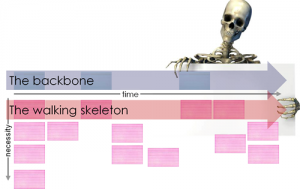 The backbone
time
The walking skeleton
necessity